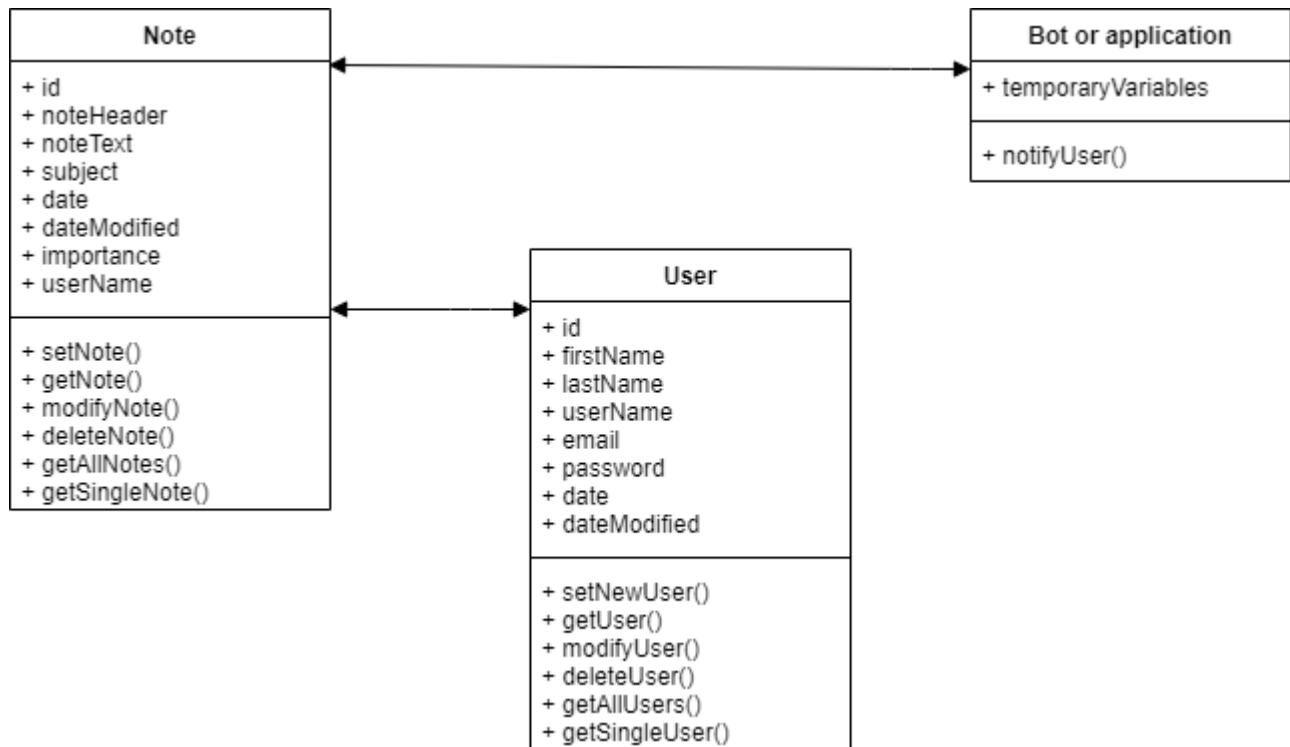 Note
+ id
+ noteHeader
+ noteText
+ subject
+ date
+ dateModified
+ importance
+ userName
+ setNote()
+ getNote()
+ modifyNote()
+ deleteNote()
+ getAllNotes()
+ getSingleNote()
Bot or application
+ temporaryVariables
+ notifyUser()
User
+ id
+ firstName
+ lastName
+ userName
+ email
+ password
+ date
+ dateModified
+ setNewUser()
+ getUser()
+ modifyUser()
+ deleteUser()
+ getAllUsers()
+ getSingleUser()